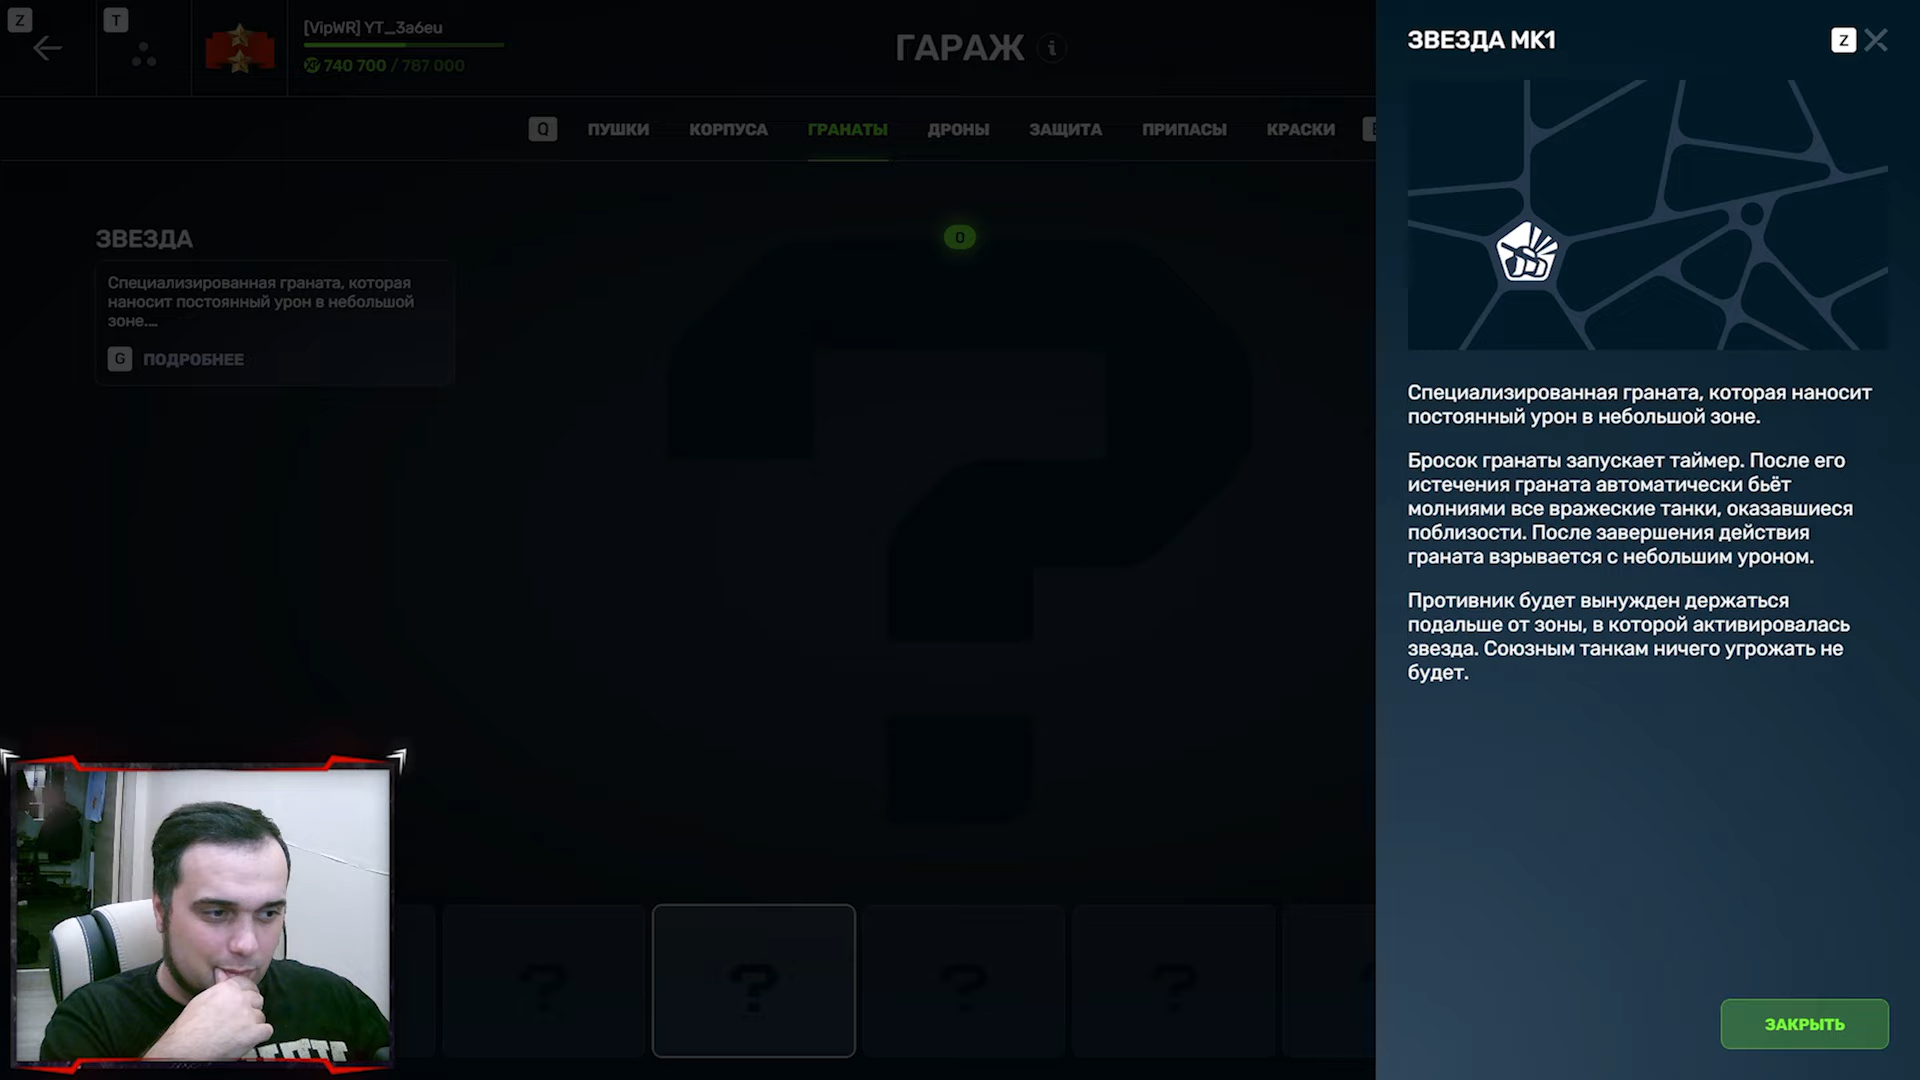 Z
T
[VipWR] YT_3a6eu
XP 740 700 / 787 000
ГАРАЖ i
Q
ПУШКИ
КОРПУСА
ГРАНАТЫ
ДРОНЫ
ЗАЩИТА
ПРИПАСЫ
КРАСКИ
ЗВЕЗДА
Специализированная граната, которая
наносит постоянный урон в небольшой
зоне....
G ПОДРОБНЕЕ
0
?
?
?
?
?
ЗВЕЗДА МК1
Z
Специализированная граната, которая наносит
постоянный урон в небольшой зоне.
Бросок гранаты запускает таймер. После его
истечения граната автоматически бьёт
молниями все вражеские танки, оказавшиеся
поблизости. После завершения действия
граната взрывается с небольшим уроном.
Противник будет вынужден держаться
подальше от зоны, в которой активировалась
звезда. Союзным танкам ничего угрожать не
будет.
ЗАКРЫТЬ